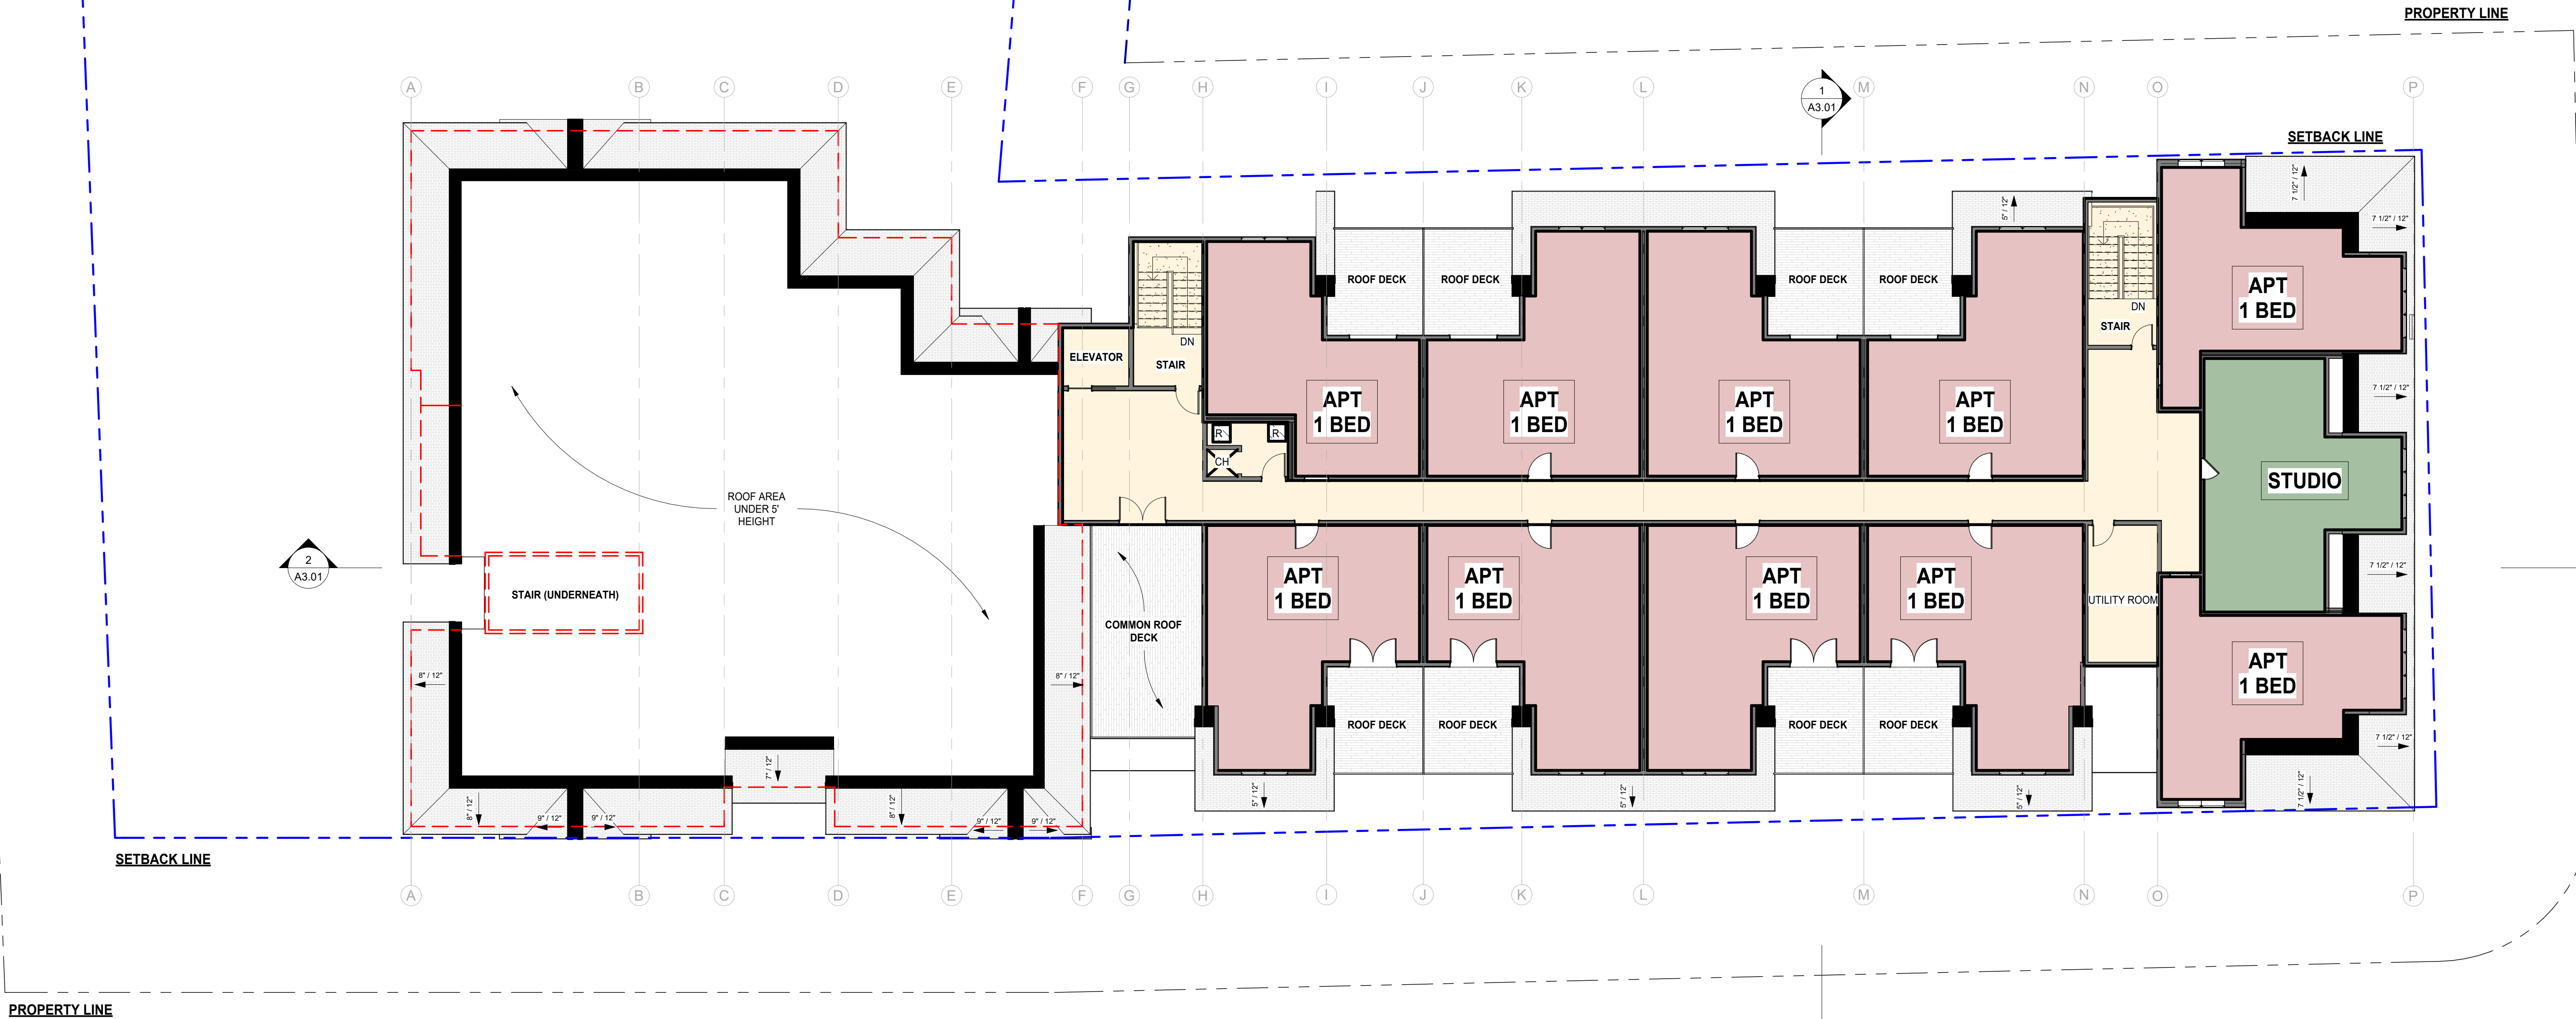 PROPERTY LINE
A
B
C
D
E
F
G
H
I
J
K
L
M
N
O
P
1
A3.01
SETBACK LINE
7 1/2" / 12"
7 1/2" / 12"
5" / 12"
ROOF DECK
ROOF DECK
ROOF DECK
ROOF DECK
APT
1 BED
DN
STAIR
DN
ELEVATOR
STAIR
APT
1 BED
APT
1 BED
APT
1 BED
APT
1 BED
7 1/2" / 12"
R
R
CH
STUDIO
ROOF AREA
UNDER 5'
HEIGHT
2
A3.01
STAIR (UNDERNEATH)
COMMON ROOF
DECK
APT
1 BED
APT
1 BED
APT
1 BED
APT
1 BED
UTILITY ROOM
7 1/2" / 12"
APT
1 BED
8" / 12"
8" / 12"
ROOF DECK
ROOF DECK
ROOF DECK
ROOF DECK
7 1/2" / 12"
7" / 12"
8" / 12"
9" / 12"
9" / 12"
8" / 12"
9" / 12"
9" / 12"
5" / 12"
5" / 12"
5" / 12"
7 1/2" / 12"
SETBACK LINE
A
B
C
D
E
F
G
H
I
J
K
L
M
N
O
P
PROPERTY LINE